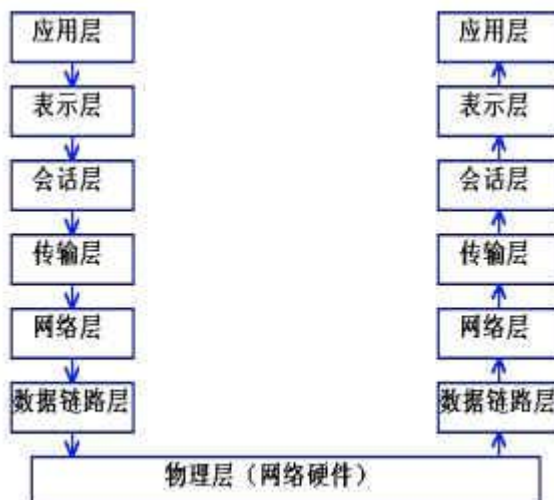 应用层
表示层
会话层
传输层
网络层
数据链路层
应用层
表示层
会话层
传输层
网络层
数据链路层
物理层（网络硬件）